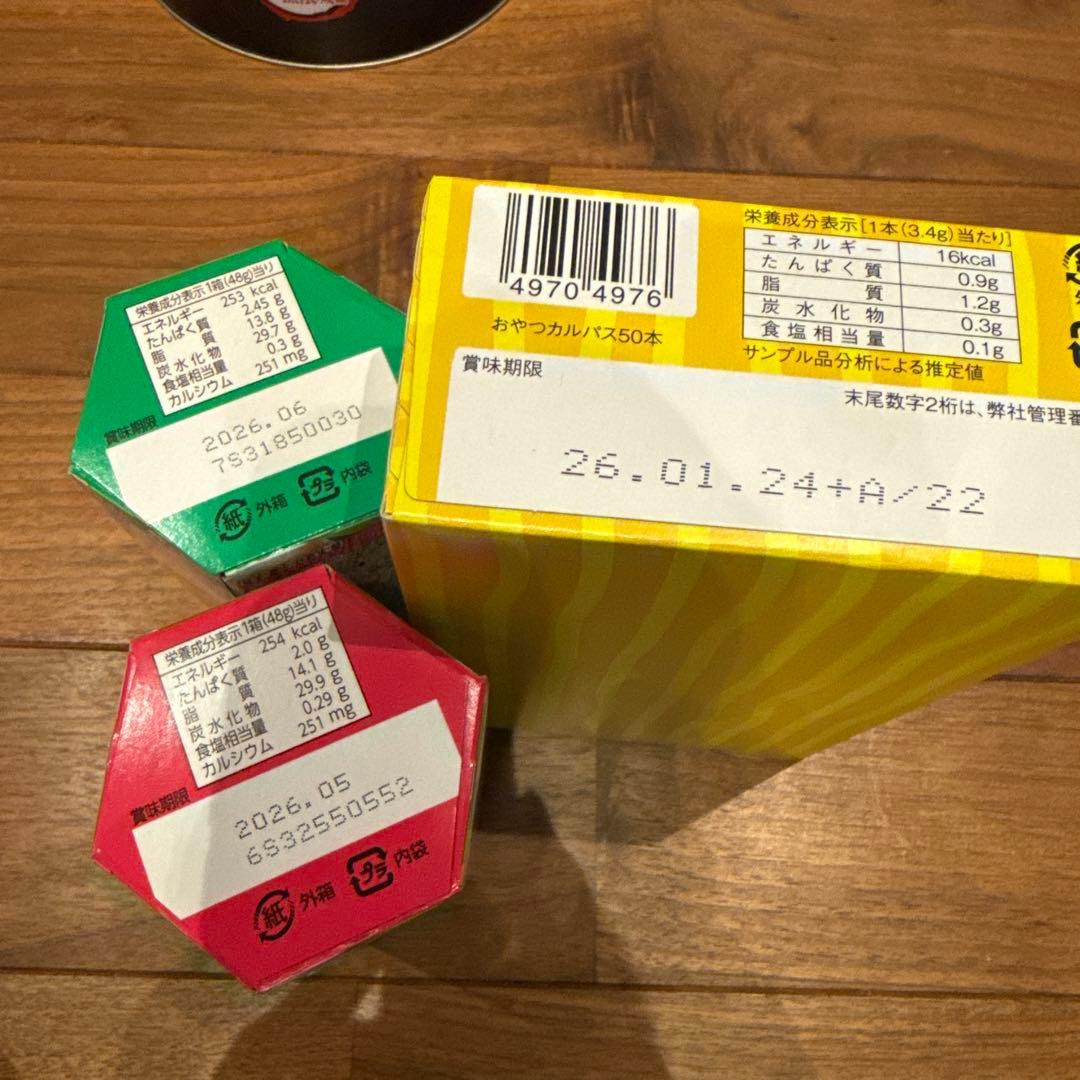 4970 4976
おやつカルパス50本
栄養成分表示[1本(3.4g)当たり]
エネルギー 16kcal
たんぱく質 0.9g
脂質 1.2g
炭水化物 0.3g
食塩相当量 0.1g
サンプル品分析による推定値
賞味期限
末尾数字2桁は、弊社管理番
26.01.24+A/22
栄養成分表示 1箱(48g)当り
エネルギー 253 kcal
たんぱく質 2.45 g
脂質 13.8 g
炭水化物 29.7 g
食塩相当量 0.3 g
カルシウム 251 mg
賞味期限
2026.06
7S31850030
紙 外箱 プラ 内袋
栄養成分表示 1箱(48g)当り
エネルギー 254 kcal
たんぱく質 2.0 g
脂質 14.1 g
炭水化物 29.9 g
食塩相当量 0.29 g
カルシウム 251 mg
賞味期限
2026.05
6S32550552
紙 外箱 プラ 内袋